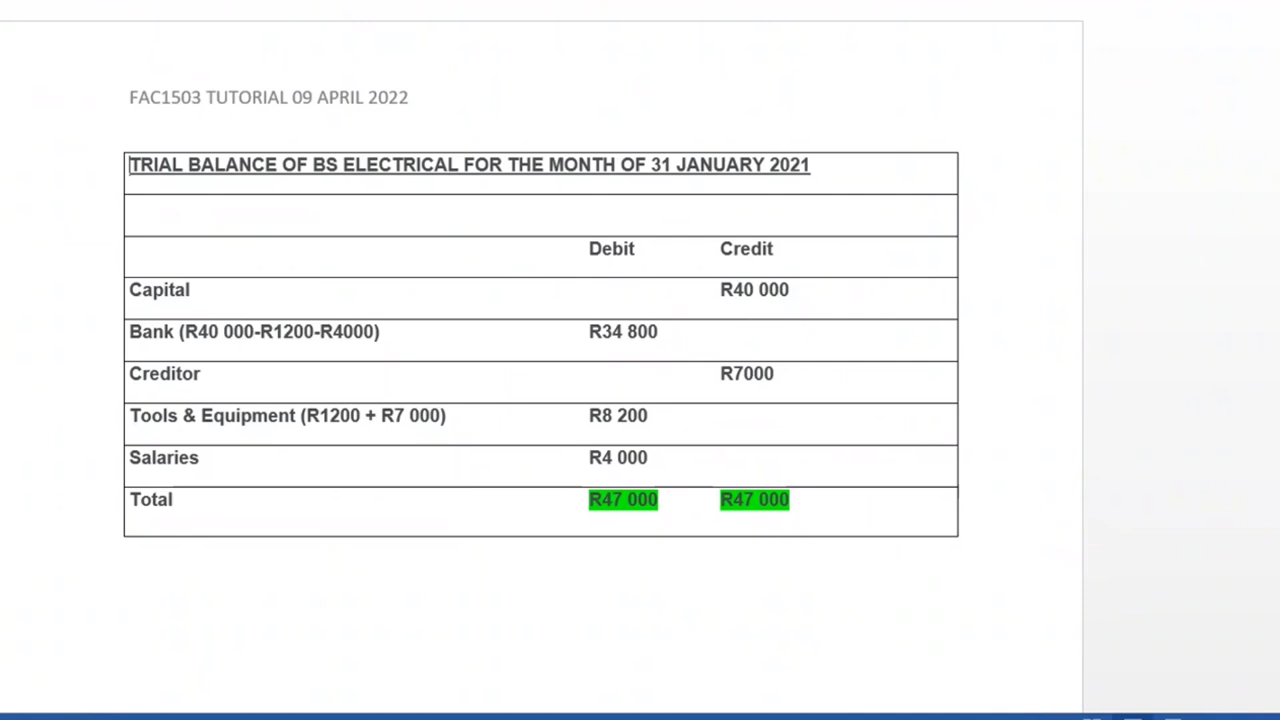 FAC1503 TUTORIAL 09 APRIL 2022
TRIAL BALANCE OF BS ELECTRICAL FOR THE MONTH OF 31 JANUARY 2021
Debit Credit
Capital R40 000
Bank (R40 000-R1200-R4000) R34 800
Creditor R7000
Tools & Equipment (R1200 + R7 000) R8 200
Salaries R4 000
Total R47 000 R47 000